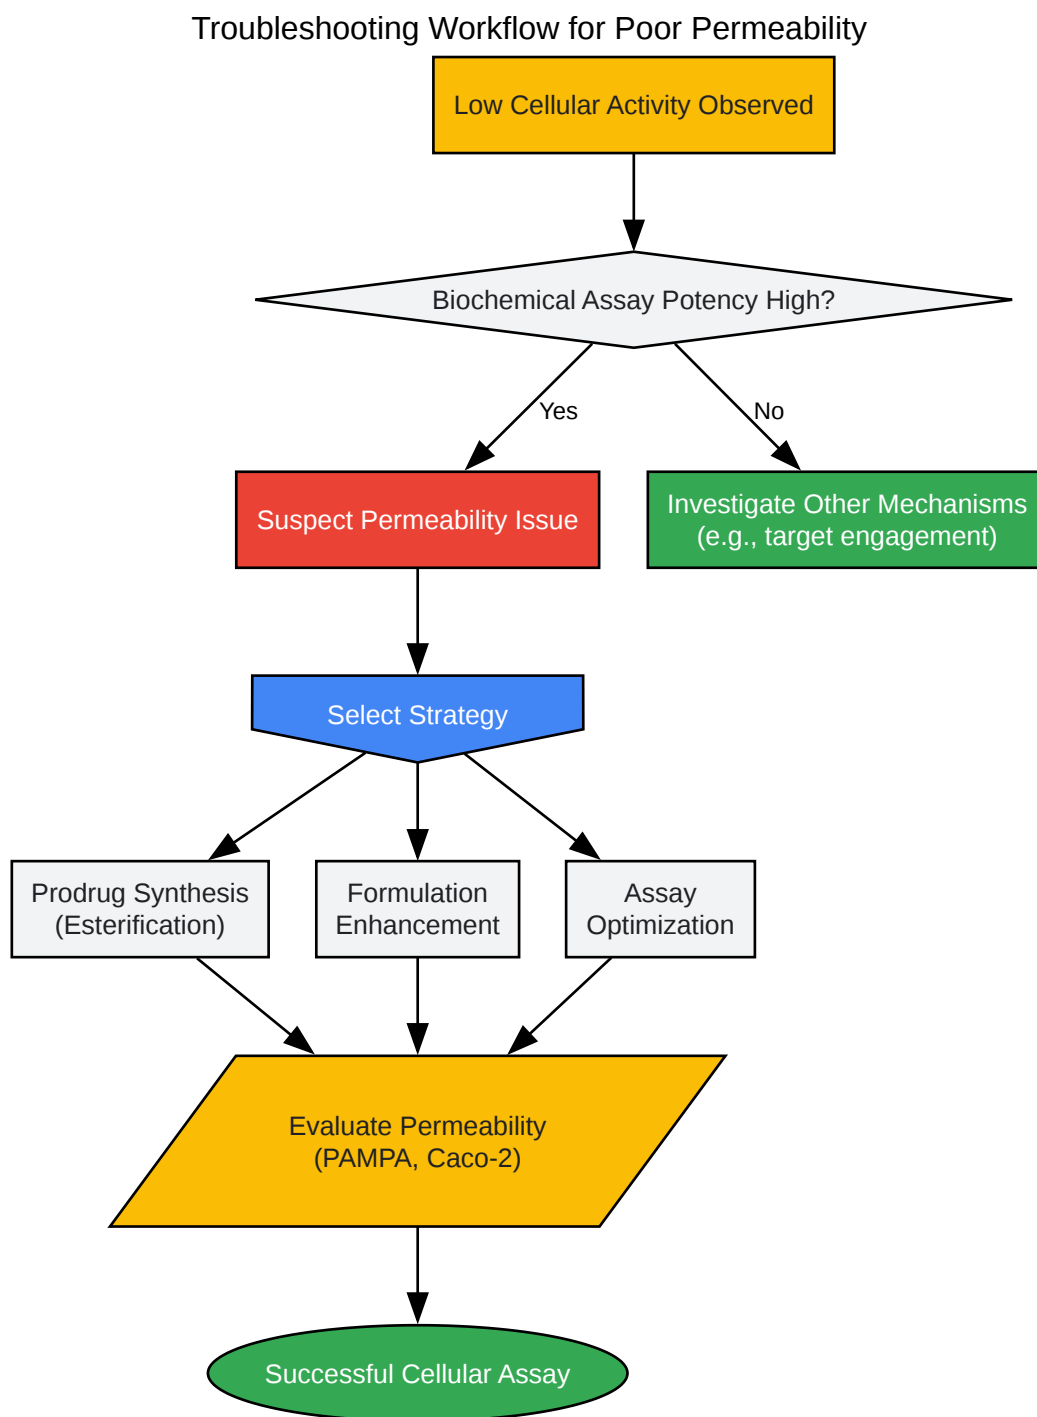 Troubleshooting Workflow for Poor Permeability
Low Cellular Activity Observed
Biochemical Assay Potency High?
Yes
No
Suspect Permeability Issue
Investigate Other Mechanisms
(e.g., target engagement)
Select Strategy
Prodrug Synthesis
(Esterification)
Formulation
Enhancement
Assay
Optimization
Evaluate Permeability
(PAMPA, Caco-2)
Successful Cellular Assay